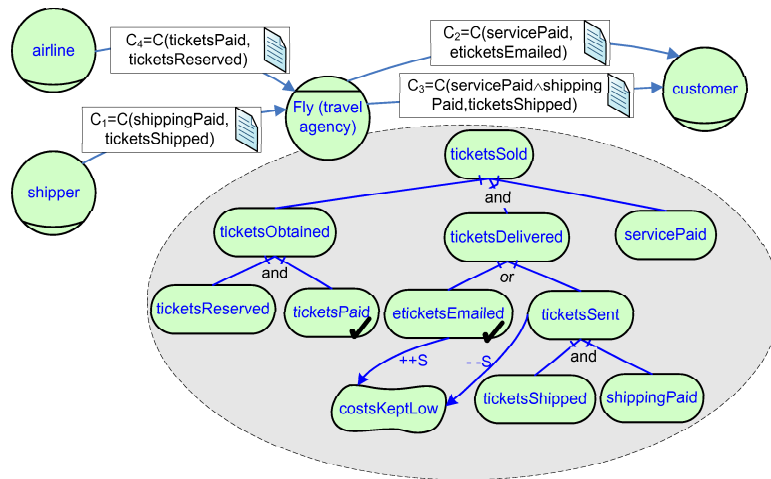 airline
C4=C(ticketsPaid,
ticketsReserved)
C2=C(servicePaid,
eticketsEmailed)
customer
C3=C(servicePaid∧shipping
Paid,ticketsShipped)
Fly (travel
agency)
C1=C(shippingPaid,
ticketsShipped)
shipper
ticketsSold
and
ticketsObtained
ticketsDelivered
servicePaid
and
or
ticketsReserved
ticketsPaid
eticketsEmailed
ticketsSent
++S
--S
and
costsKeptLow
ticketsShipped
shippingPaid